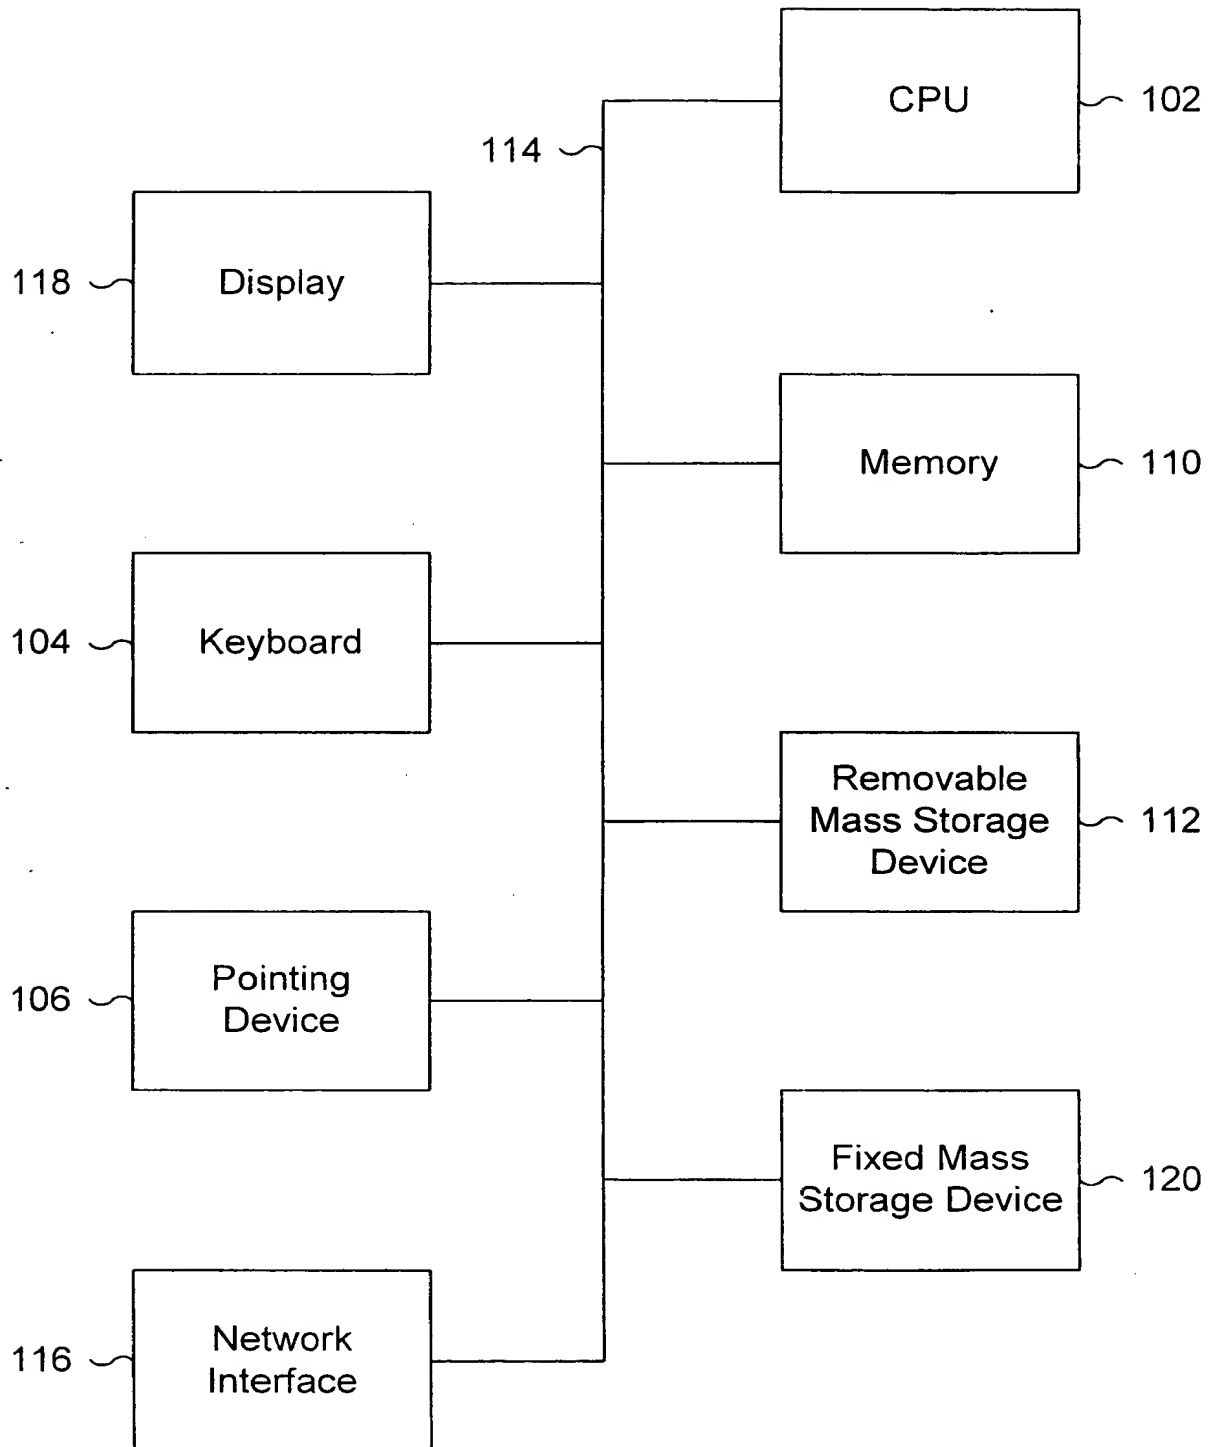 CPU
102
114
118
Display
Memory
110
104
Keyboard
Removable
Mass Storage
Device
112
106
Pointing
Device
Fixed Mass
Storage Device
120
116
Network
Interface